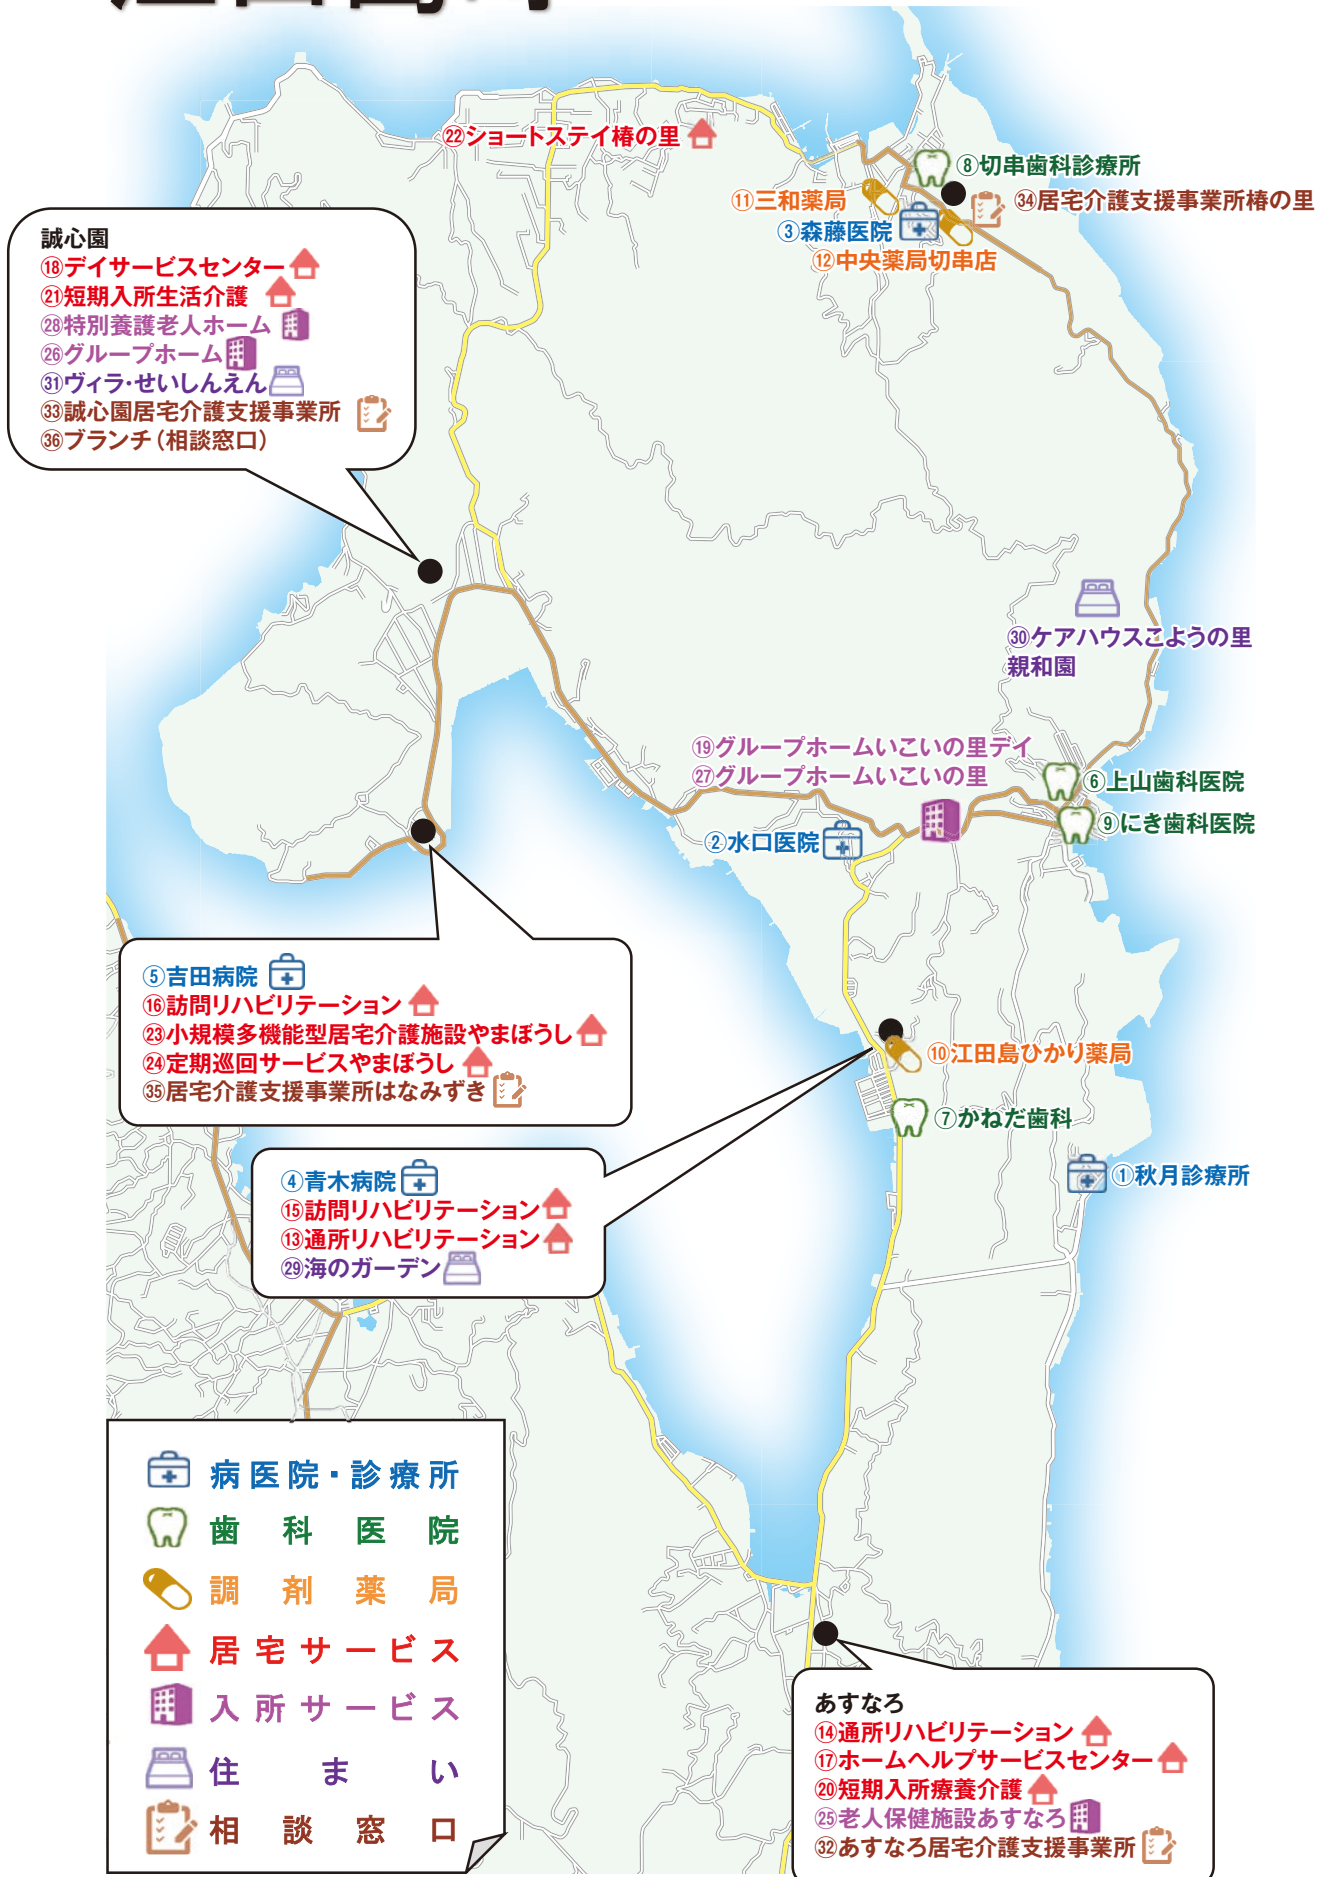 ㉒ショートステイ椿の里
⑧切串歯科診療所
⑪三和薬局
㉞居宅介護支援事業所椿の里
③森藤医院
⑫中央薬局切串店
誠心園
⑱デイサービスセンター
㉑短期入所生活介護
㉘特別養護老人ホーム
㉖グループホーム
㉛ヴィラ・せいしんえん
㉝誠心園居宅介護支援事業所
㊱ブランチ(相談窓口)
㉚ケアハウスこようの里
親和園
⑲グループホームいこいの里デイ
㉗グループホームいこいの里
⑥上山歯科医院
⑨にき歯科医院
②水口医院
⑤吉田病院
⑯訪問リハビリテーション
㉓小規模多機能型居宅介護施設やまぼうし
㉔定期巡回サービスやまぼうし
㉟居宅介護支援事業所はなみずき
⑩江田島ひかり薬局
⑦かねだ歯科
①秋月診療所
④青木病院
⑮訪問リハビリテーション
⑬通所リハビリテーション
㉙海のガーデン
病医院・診療所
歯科医院
調剤薬局
居宅サービス
入所サービス
住まい
相談窓口
あすなろ
⑭通所リハビリテーション
⑰ホームヘルプサービスセンター
⑳短期入所療養介護
㉕老人保健施設あすなろ
㉜あすなろ居宅介護支援事業所